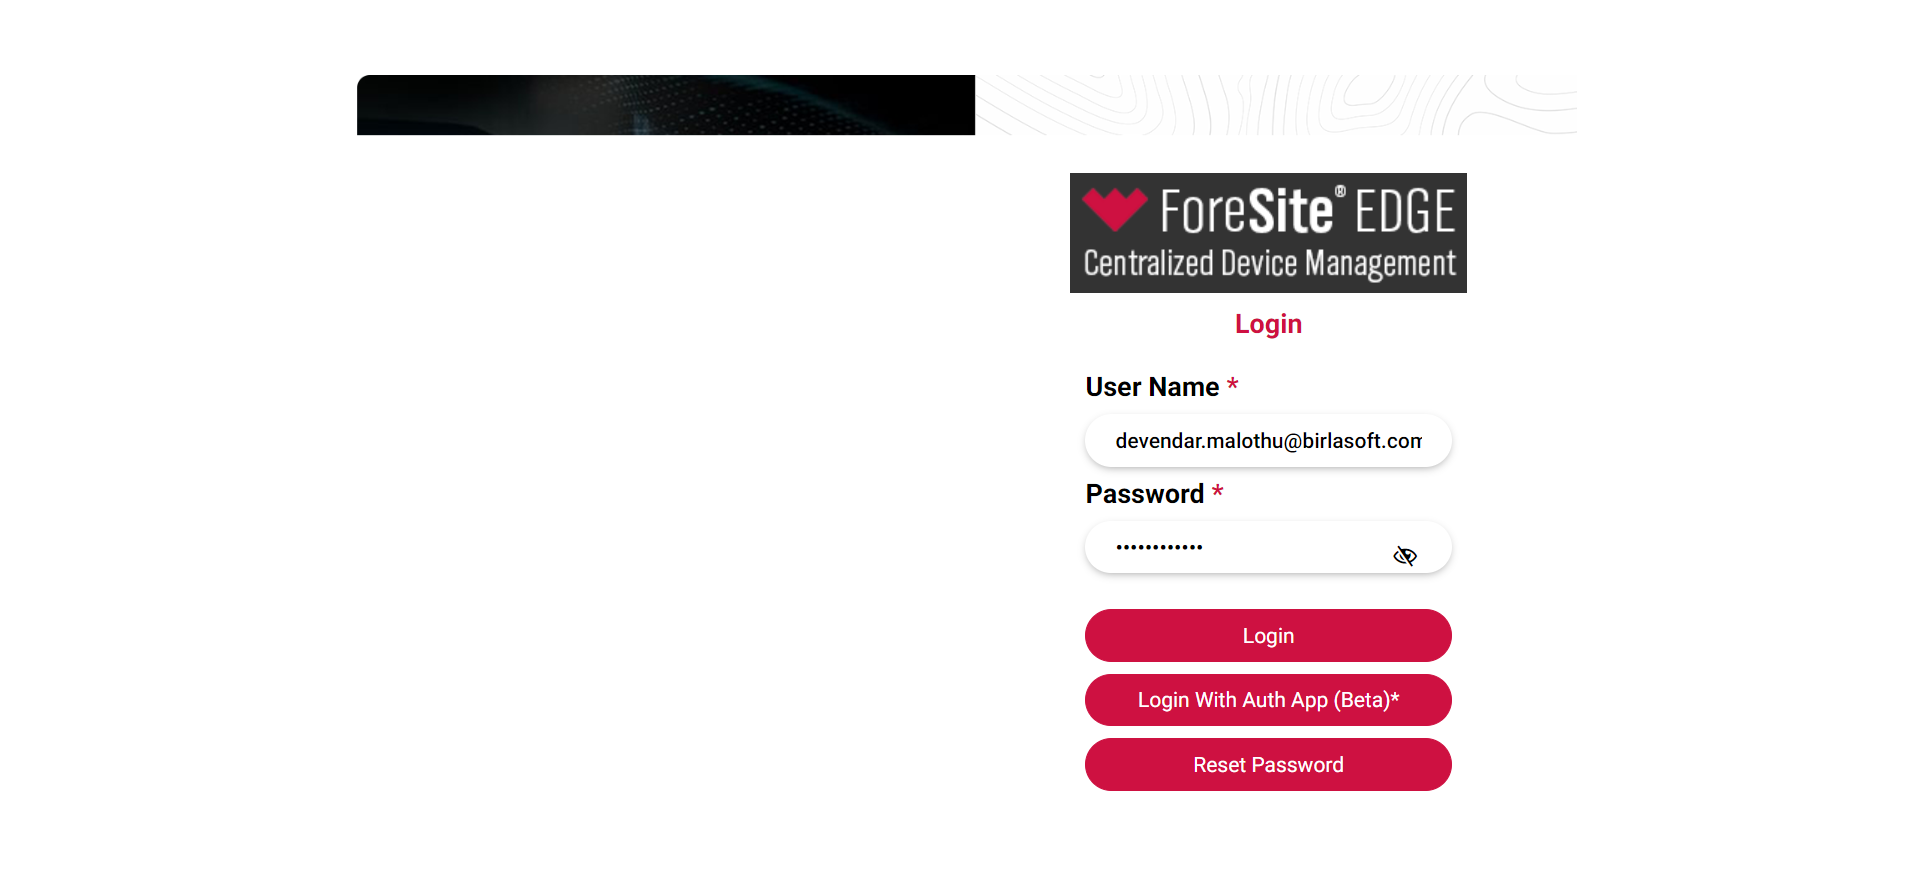 ForeSite® EDGE
Centralized Device Management
Login
User Name *
devendar.malothu@birlasoft.com
Password *
••••••••••••
Login
Login With Auth App (Beta)*
Reset Password